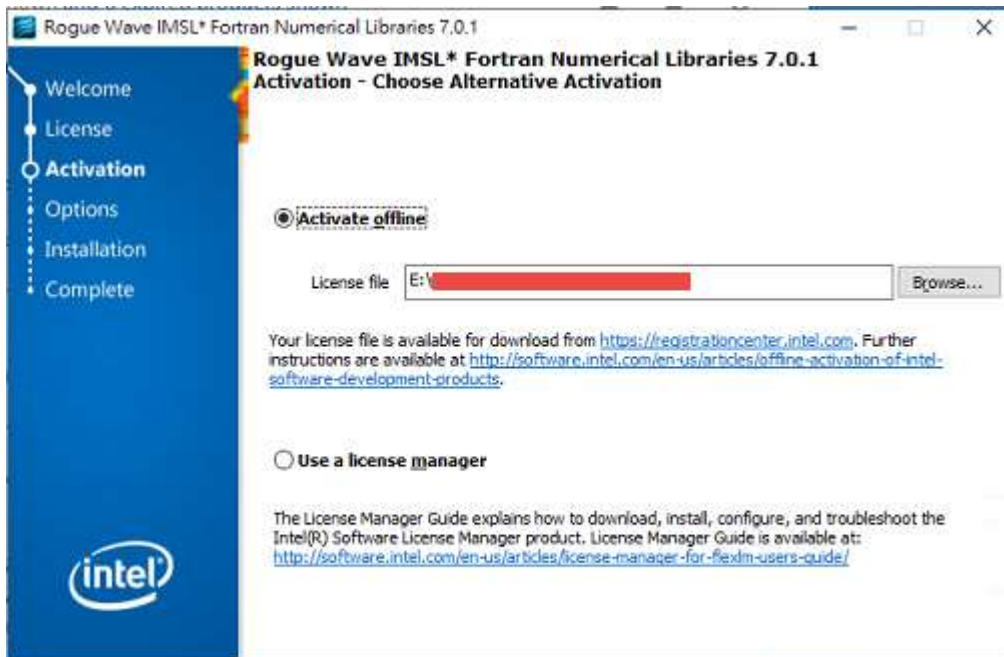 Rogue Wave IMSL* Fortran Numerical Libraries 7.0.1
Rogue Wave IMSL* Fortran Numerical Libraries 7.0.1
Activation - Choose Alternative Activation
Welcome
License
Activation
Options
Installation
Complete
Activate offline
License file E:\ Browse...
Your license file is available for download from https://registrationcenter.intel.com. Further
instructions are available at http://software.intel.com/en-us/articles/offline-activation-of-intel-
software-development-products.
Use a license manager
The License Manager Guide explains how to download, install, configure, and troubleshoot the
Intel(R) Software License Manager product. License Manager Guide is available at:
http://software.intel.com/en-us/articles/license-manager-for-flexlm-users-guide/
intel